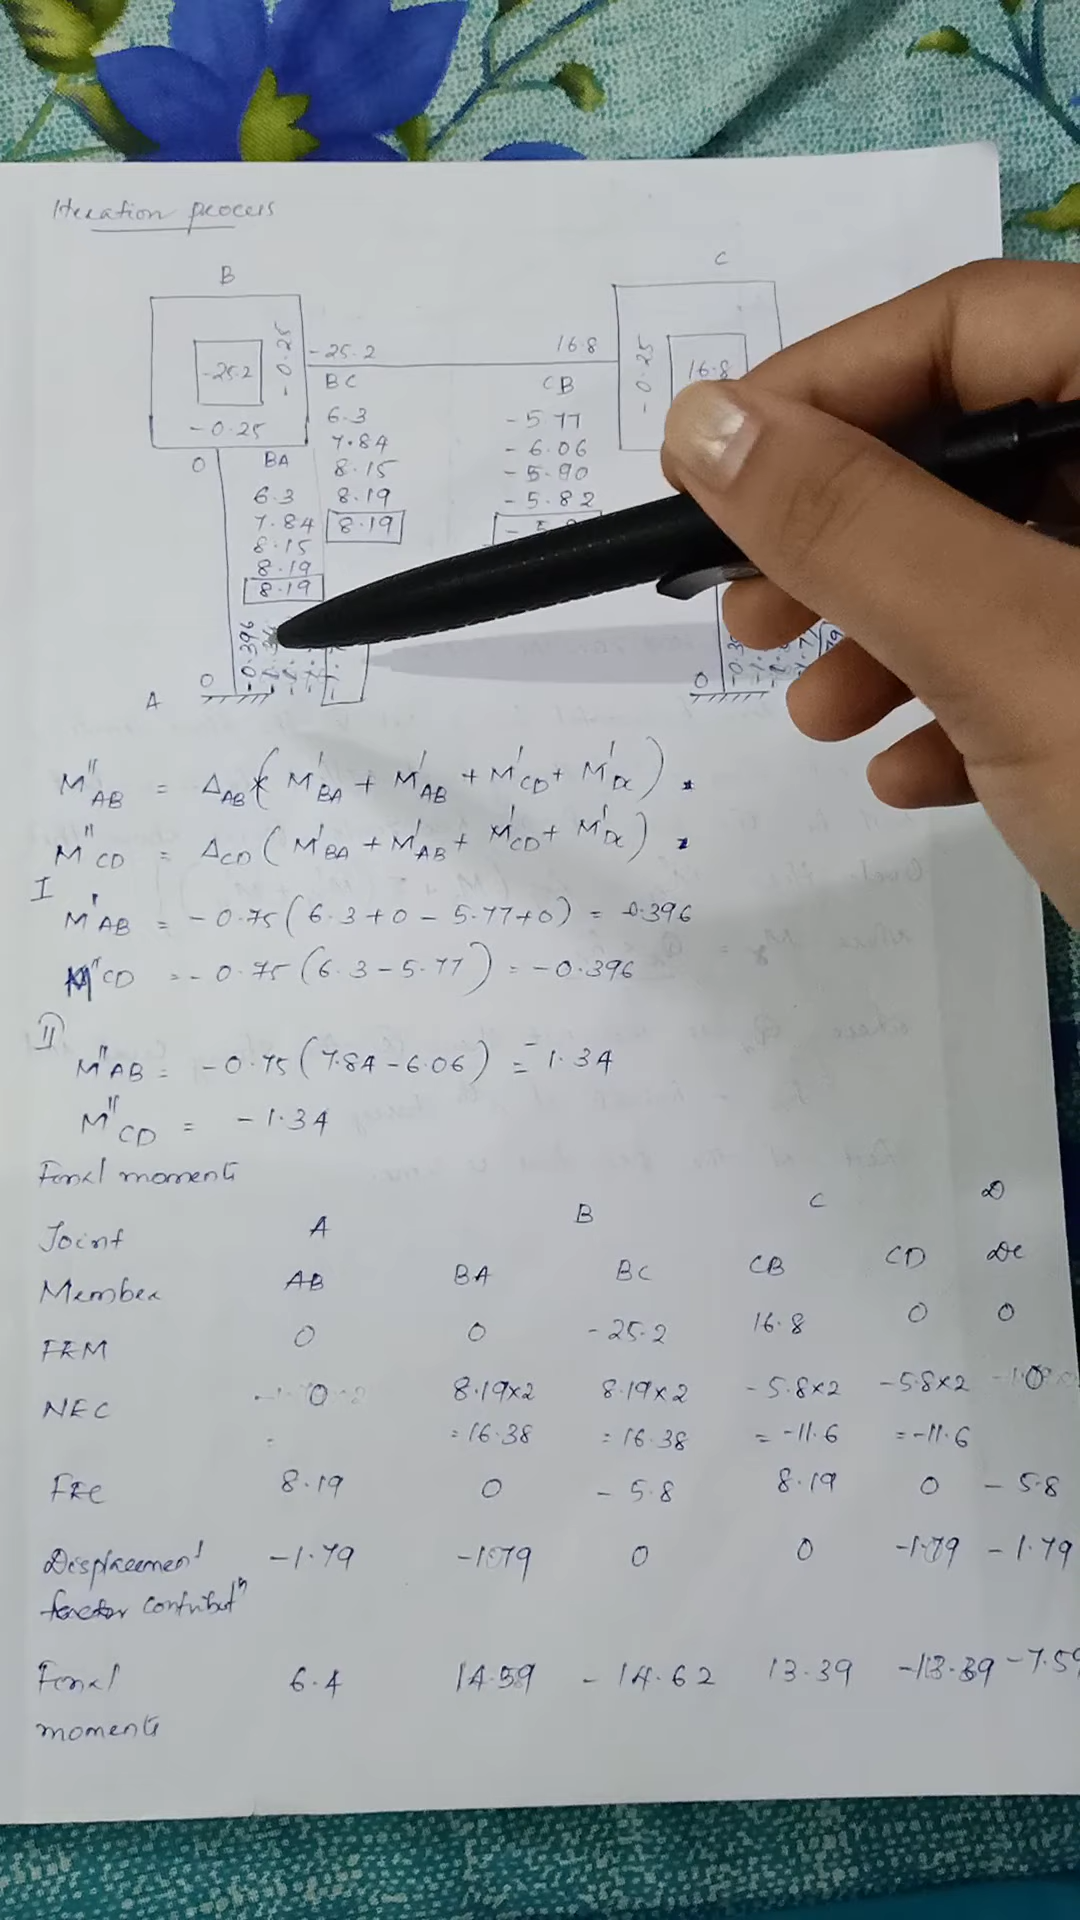 Iteration process
B
C
-25.2
-0.25
-0.25
-25.2
16.8
-0.25
16.8
BC
CB
6.3
7.84
8.15
8.19
8.19
-5.77
-6.06
-5.90
-5.82
0
BA
6.3
7.84
8.15
8.19
8.19
-0.396
0
A
0
M''AB = ΔAB ( M'BA + M'AB + M'CD + M'DC )
M''CD = ΔCD ( M'BA + M'AB + M'CD + M'DC )
I
M'AB = -0.75 ( 6.3+0 - 5.77+0 ) = -0.396
M''CD = -0.75 ( 6.3 - 5.77 ) = -0.396
II
M''AB = -0.75 ( 7.84 - 6.06 ) = -1.34
M''CD = -1.34
Final moments
Joint A B C D
Member AB BA BC CB CD DC
FEM 0 0 -25.2 16.8 0 0
NEC 0 8.19x2 8.19x2 -5.8x2 -5.8x2 0
= =16.38 =16.38 = -11.6 = -11.6
FEC 8.19 0 -5.8 8.19 0 -5.8
Displacement -1.79 -1.79 0 0 -1.79 -1.79
factor contributn
Final 6.4 14.59 -14.62 13.39 -13.39 -7.59
moments